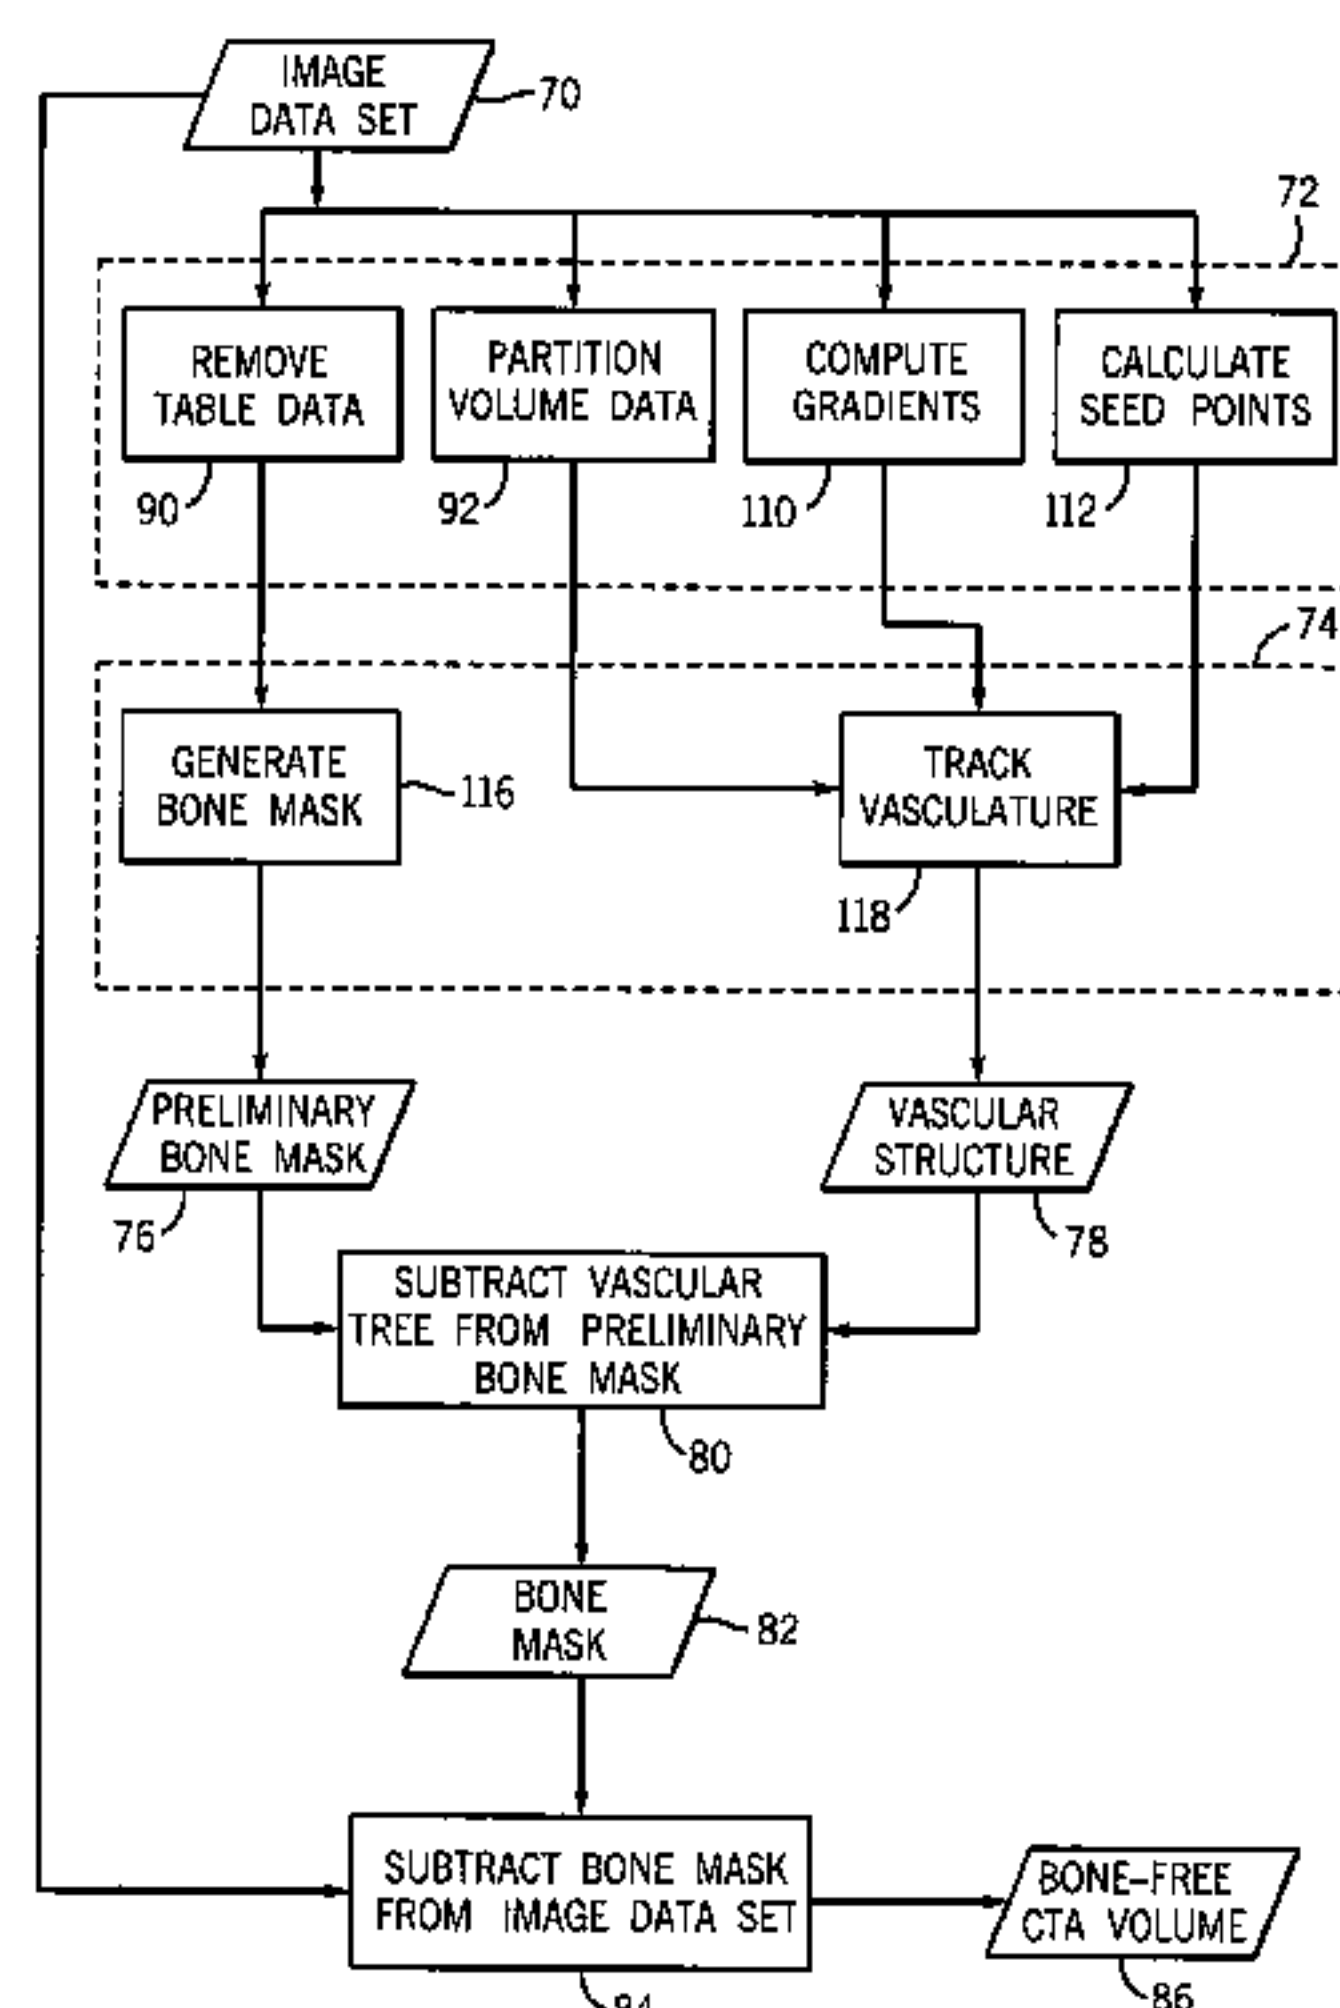 IMAGE
DATA SET
70
72
REMOVE
TABLE DATA
90
PARTITION
VOLUME DATA
92
COMPUTE
GRADIENTS
110
CALCULATE
SEED POINTS
112
74
GENERATE
BONE MASK
116
TRACK
VASCULATURE
118
PRELIMINARY
BONE MASK
76
VASCULAR
STRUCTURE
78
SUBTRACT VASCULAR
TREE FROM PRELIMINARY
BONE MASK
80
BONE
MASK
82
SUBTRACT BONE MASK
FROM IMAGE DATA SET
84
BONE-FREE
CTA VOLUME
86